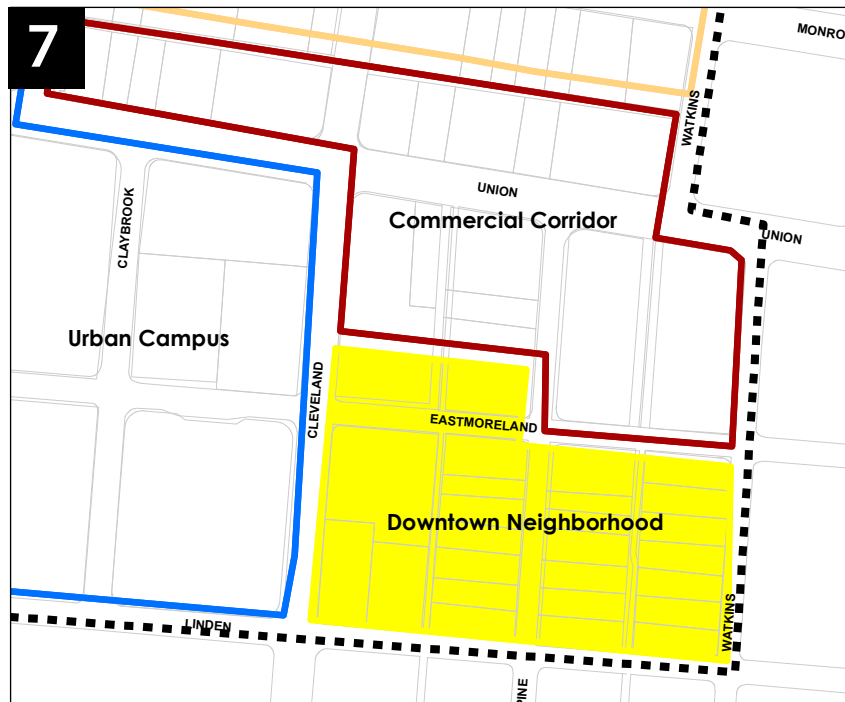 7
MONRO
WATKINS
UNION
Commercial Corridor
UNION
CLAYBROOK
Urban Campus
CLEVELAND
EASTMORELAND
Downtown Neighborhood
WATKINS
LINDEN
PINE